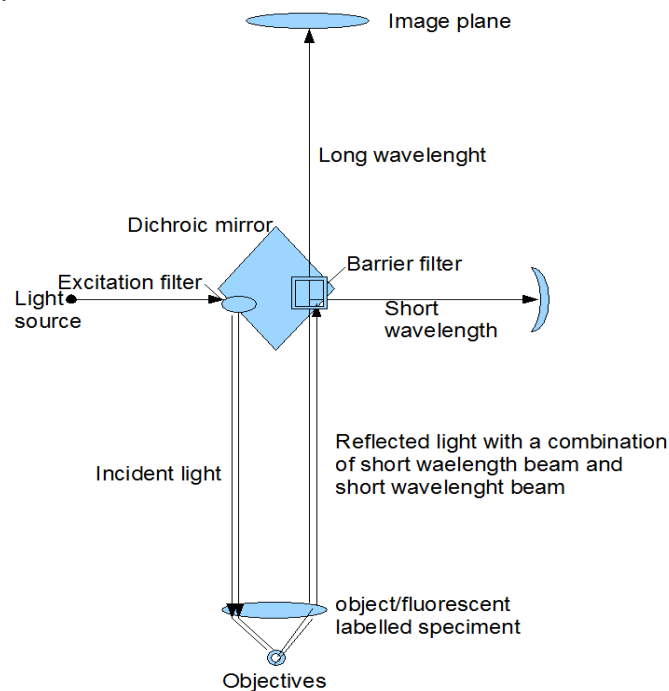 Image plane
Long wavelenght
Dichroic mirror
Excitation filter
Barrier filter
Light
source
Short
wavelength
Reflected light with a combination
of short waelength beam and
short wavelenght beam
Incident light
object/fluorescent
labelled speciment
Objectives